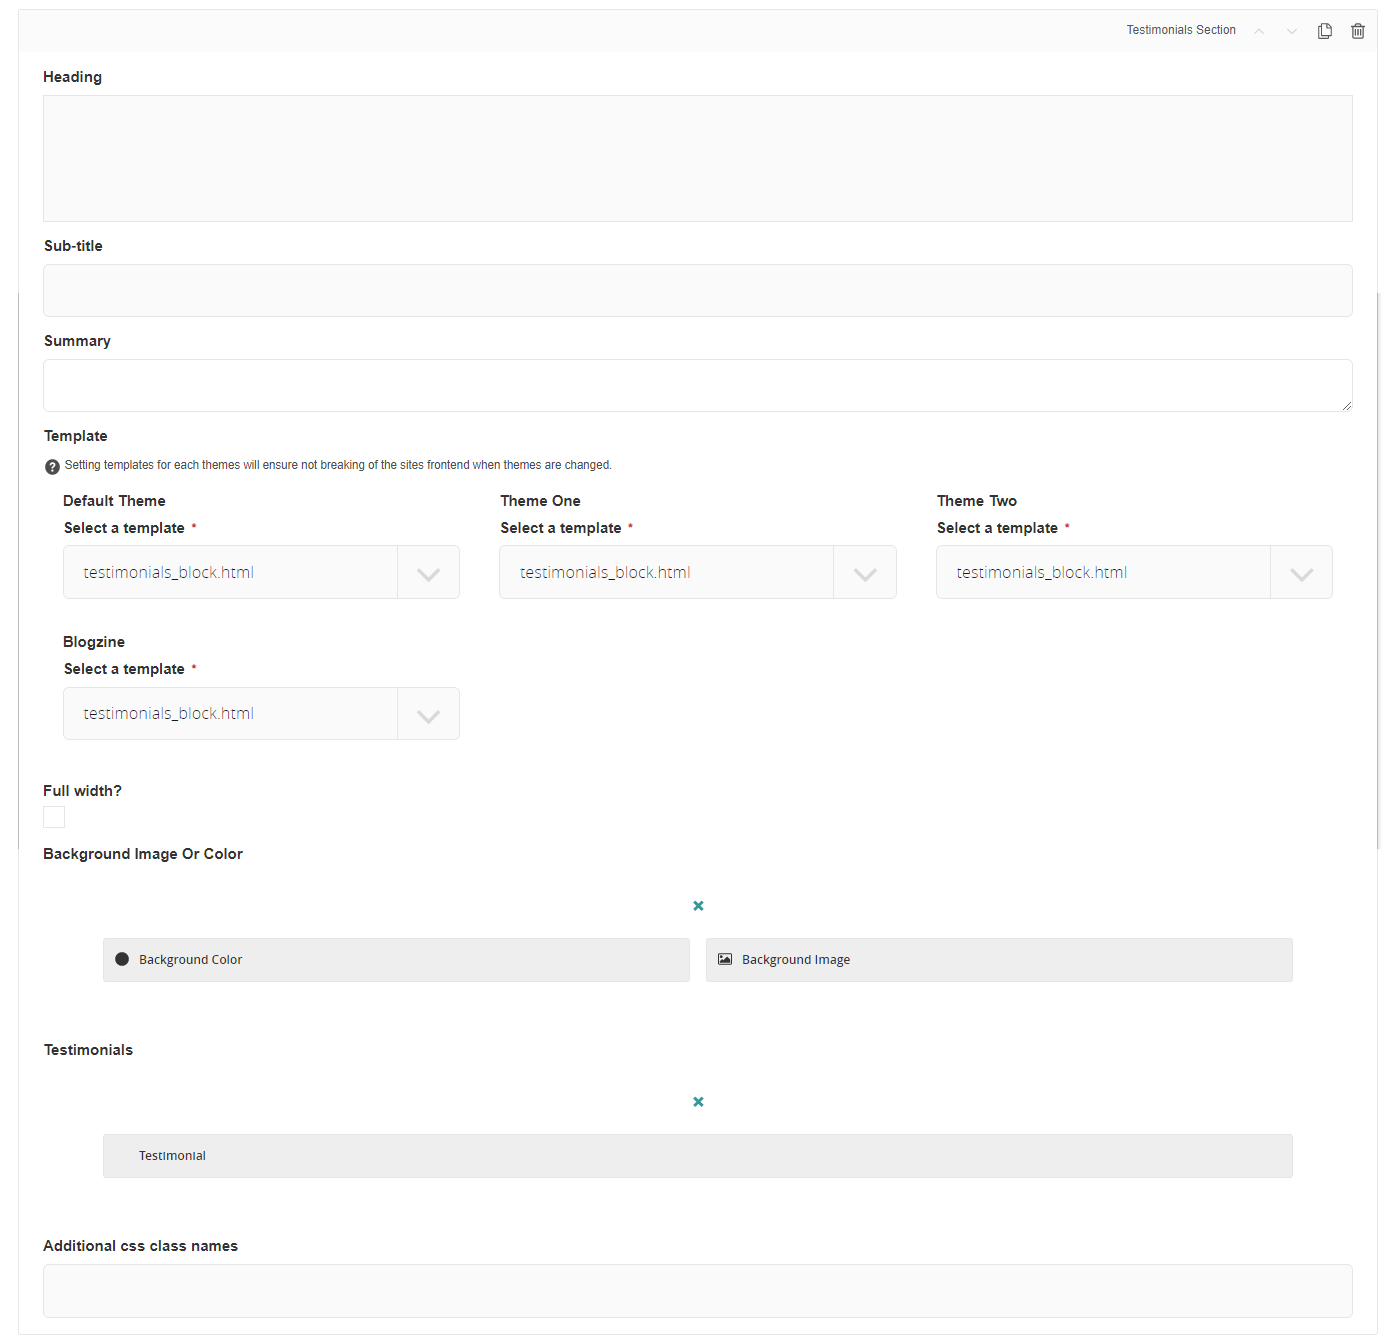 Testimonials Section
Heading
Sub-title
Summary
Template
Setting templates for each themes will ensure not breaking of the sites frontend when themes are changed.
Default Theme
Select a template *
testimonials_block.html
Theme One
Select a template *
testimonials_block.html
Theme Two
Select a template *
testimonials_block.html
Blogzine
Select a template *
testimonials_block.html
Full width?
Background Image Or Color
Background Color
Background Image
Testimonials
Testimonial
Additional css class names